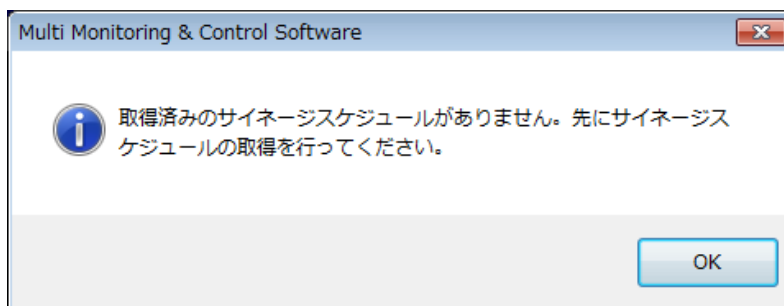 Multi Monitoring & Control Software
取得済みのサイネージスケジュールがありません。先にサイネージス
ケジュールの取得を行ってください。
OK